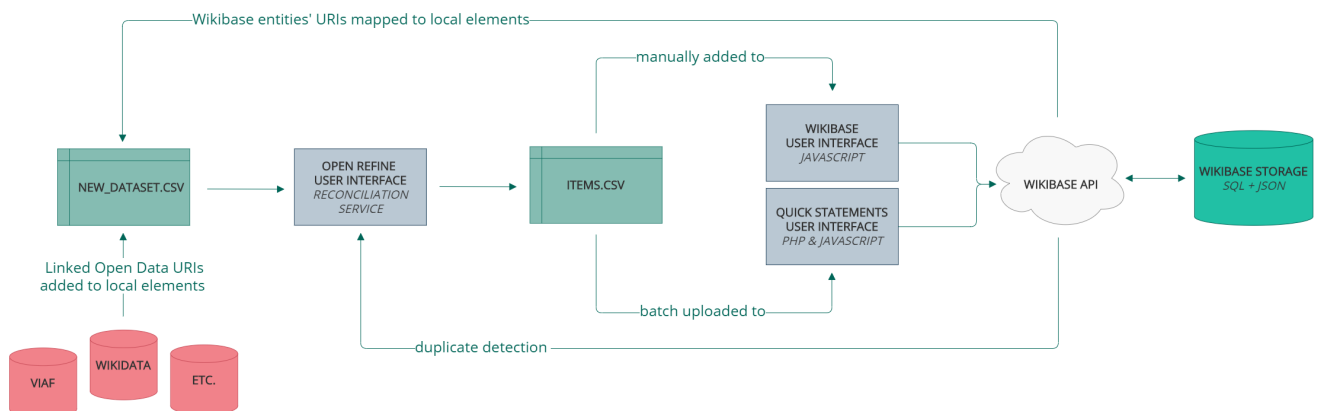 Wikibase entities' URIs mapped to local elements
manually added to
NEW_DATASET.CSV
OPEN REFINE
USER INTERFACE
RECONCILIATION
SERVICE
ITEMS.CSV
WIKIBASE
USER INTERFACE
JAVASCRIPT
QUICK STATEMENTS
USER INTERFACE
PHP & JAVASCRIPT
WIKIBASE API
WIKIBASE STORAGE
SQL + JSON
Linked Open Data URIs
added to local elements
batch uploaded to
duplicate detection
VIAF
WIKIDATA
ETC.